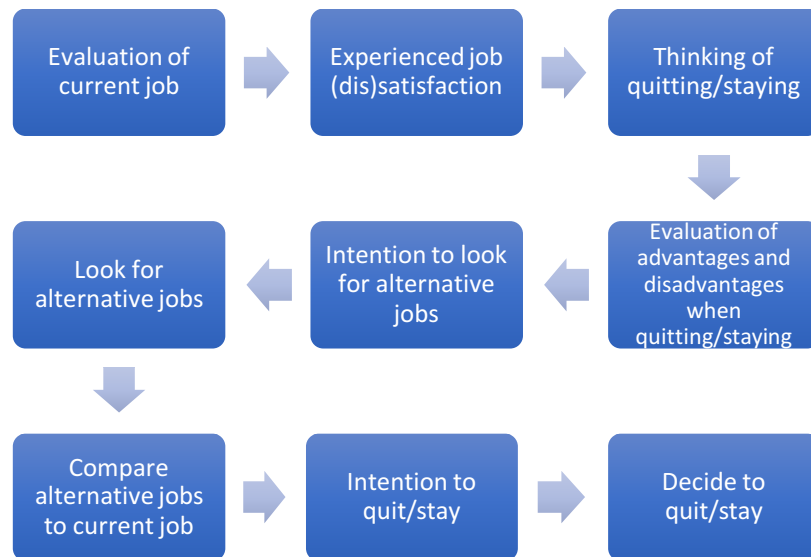 Evaluation of
current job
Experienced job
(dis)satisfaction
Thinking of
quitting/staying
Evaluation of
advantages and
disadvantages
when
quitting/staying
Intention to look
for alternative
jobs
Look for
alternative jobs
Compare
alternative jobs
to current job
Intention to
quit/stay
Decide to
quit/stay